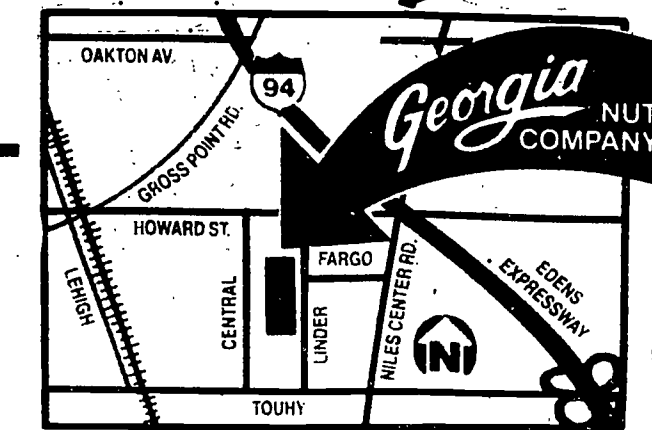 OAKTON AV.
94
Georgia
NUT
COMPANY
GROSS POINT RD.
HOWARD ST.
FARGO
LEHIGH
CENTRAL
LINDER
NILES CENTER RD.
EDENS
EXPRESSWAY
N
TOUHY